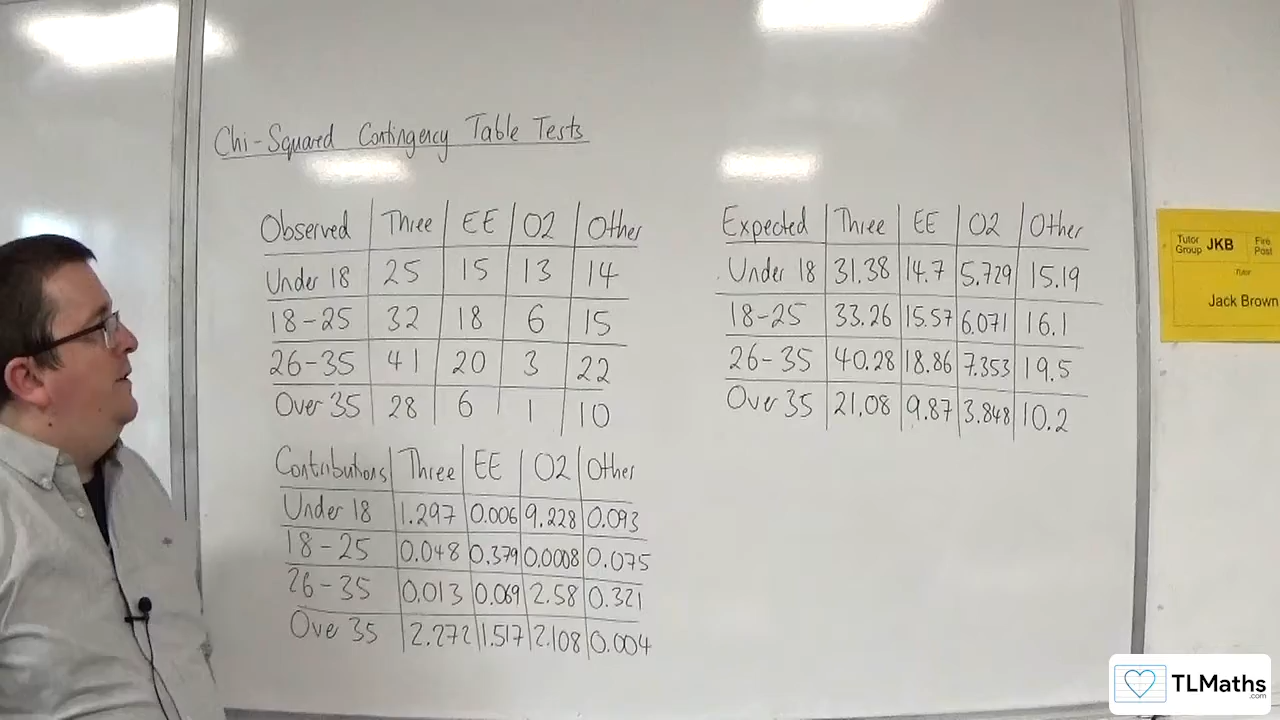 Chi-Squared Contingency Table Tests
Observed Three EE O2 Other
Under 18 25 15 13 14
18-25 32 18 6 15
26-35 41 20 3 22
Over 35 28 6 1 10
Expected Three EE O2 Other
Under 18 31.38 14.7 5.729 15.19
18-25 33.26 15.57 6.071 16.1
26-35 40.28 18.86 7.353 19.5
Over 35 21.08 9.87 3.848 10.2
Contributions Three EE O2 Other
Under 18 1.297 0.006 9.228 0.093
18-25 0.048 0.379 0.0008 0.075
26-35 0.013 0.069 2.58 0.321
Over 35 2.272 1.517 2.108 0.004
Tutor Group JKB Fire Post
Tutor
Jack Brown
TLMaths
.com